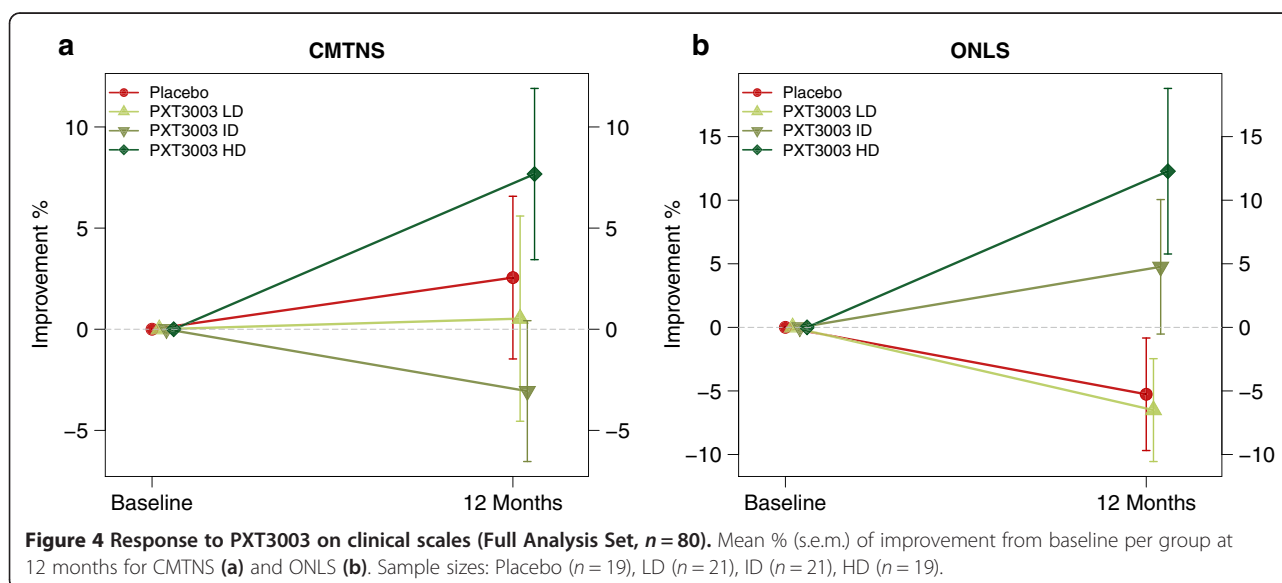 a
CMTNS
Placebo
PXT3003 LD
PXT3003 ID
PXT3003 HD
Improvement %
10
5
0
−5
10
5
0
−5
Baseline
12 Months
b
ONLS
Placebo
PXT3003 LD
PXT3003 ID
PXT3003 HD
Improvement %
15
10
5
0
−5
−10
15
10
5
0
−5
−10
Baseline
12 Months
Figure 4 Response to PXT3003 on clinical scales (Full Analysis Set, n = 80). Mean % (s.e.m.) of improvement from baseline per group at
12 months for CMTNS (a) and ONLS (b). Sample sizes: Placebo (n = 19), LD (n = 21), ID (n = 21), HD (n = 19).